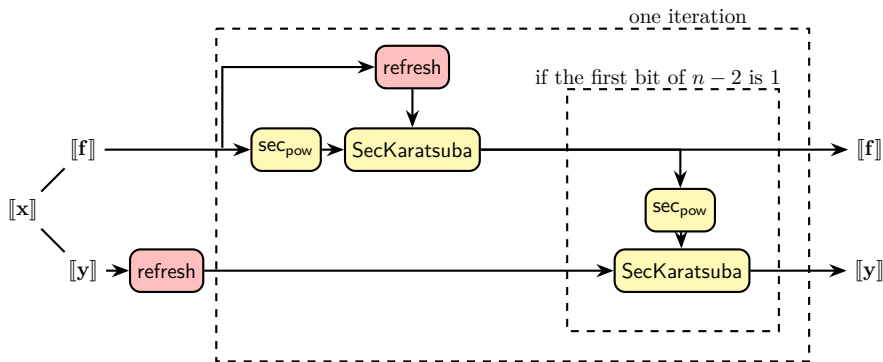 one iteration
refresh
if the first bit of n − 2 is 1
⟦f⟧
sec_pow
SecKaratsuba
⟦f⟧
⟦x⟧
sec_pow
⟦y⟧
refresh
SecKaratsuba
⟦y⟧